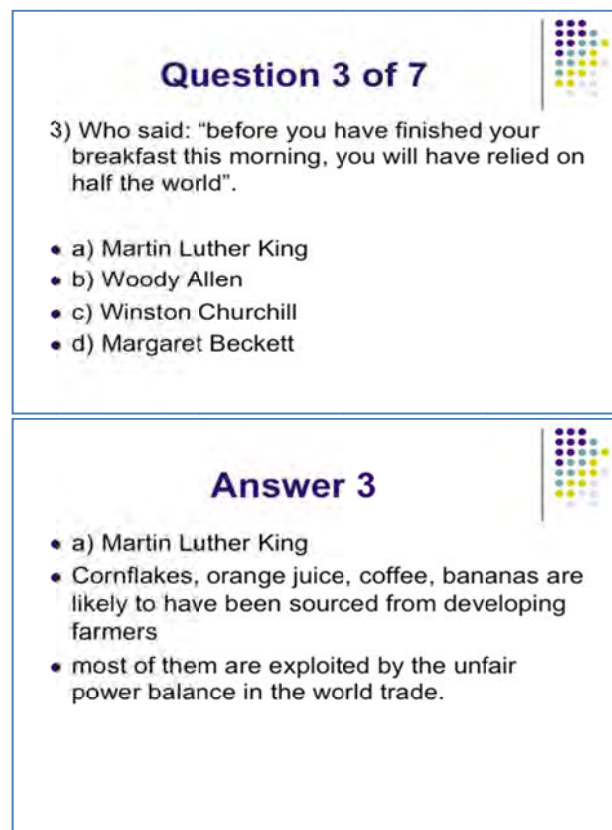 Question 3 of 7
3) Who said: “before you have finished your
breakfast this morning, you will have relied on
half the world”.
• a) Martin Luther King
• b) Woody Allen
• c) Winston Churchill
• d) Margaret Beckett
Answer 3
• a) Martin Luther King
• Cornflakes, orange juice, coffee, bananas are
likely to have been sourced from developing
farmers
• most of them are exploited by the unfair
power balance in the world trade.